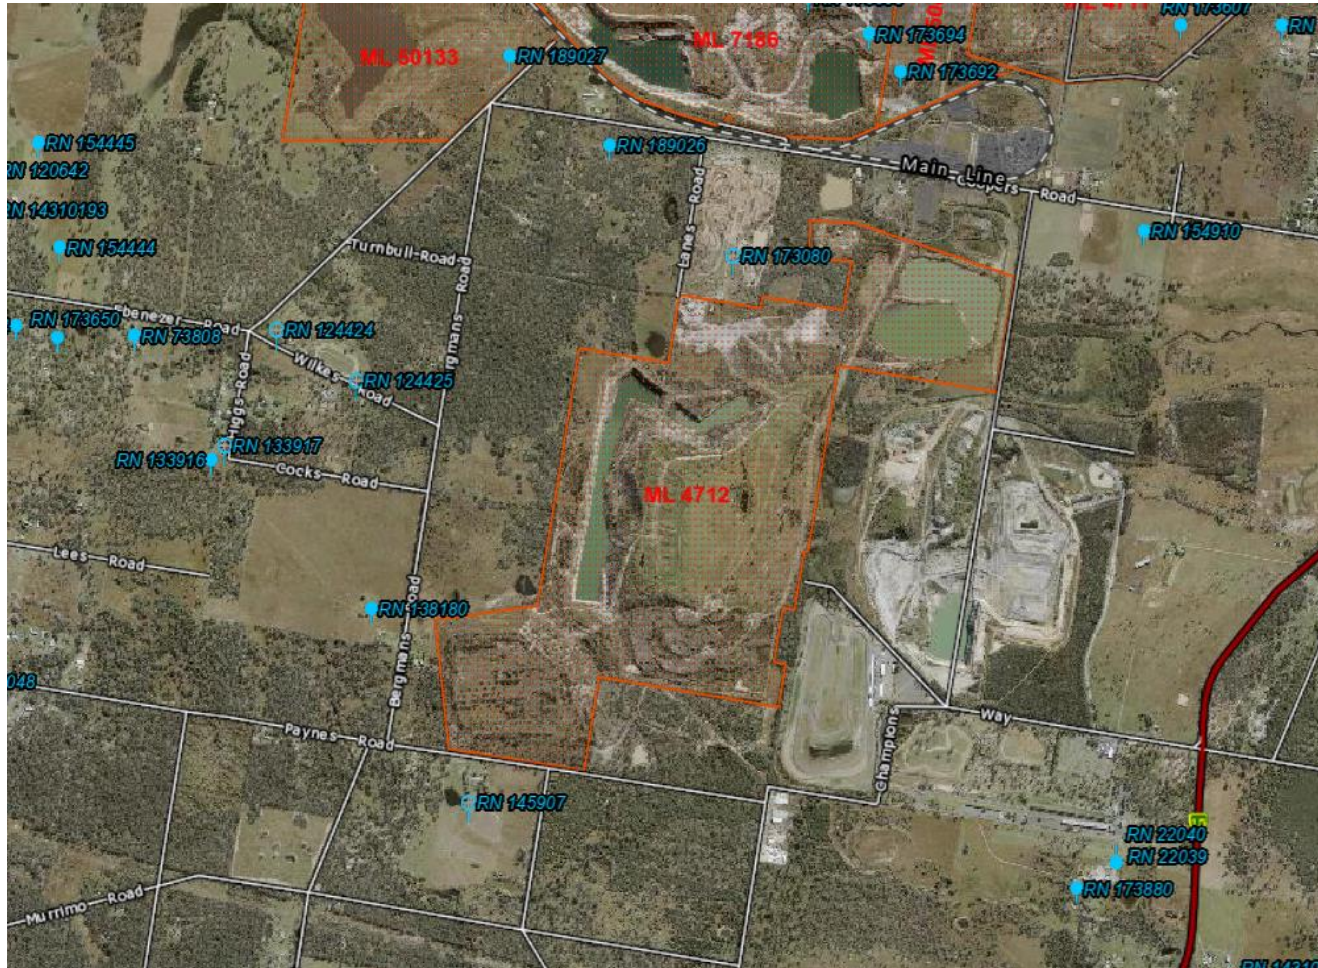 RN 173607
RN
RN 173694
ML 7186
ML 50133
RN 189027
RN 173692
RN 154445
RN 189026
RN 120642
Main Line
Coopers Road
RN 14310193
Lanes Road
RN 154910
RN 154444
Turnbull Road
RN 173080
Bergmans Road
RN 173650
Ebenezer Road
RN 124424
RN 73808
Wilkes Road
RN 124425
Higgs Road
RN 133917
RN 133916
Cocks Road
ML 4712
Lees Road
RN 138180
Bergmans Road
048
Way
Paynes Road
Champions
RN 145907
RN 22040
RN 22039
RN 173880
Murrimo Road